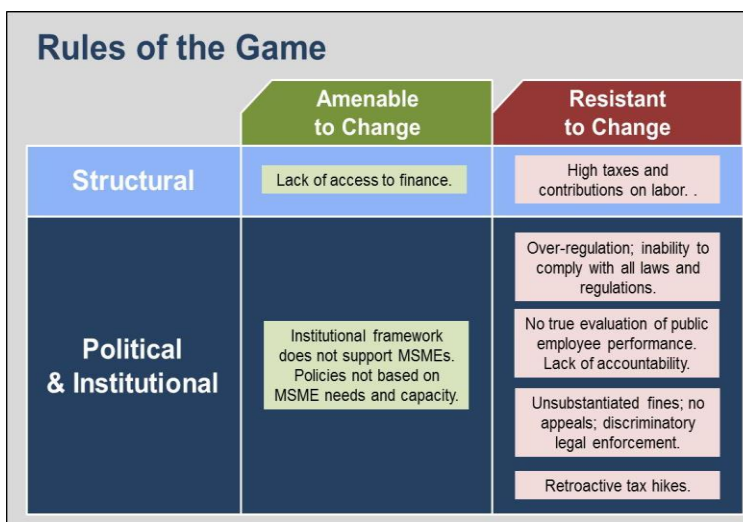 Rules of the Game
Amenable
to Change
Resistant
to Change
Structural
Lack of access to finance.
High taxes and
contributions on labor. .
Political
& Institutional
Institutional framework
does not support MSMEs.
Policies not based on
MSME needs and capacity.
Over-regulation; inability to
comply with all laws and
regulations.
No true evaluation of public
employee performance.
Lack of accountability.
Unsubstantiated fines; no
appeals; discriminatory
legal enforcement.
Retroactive tax hikes.